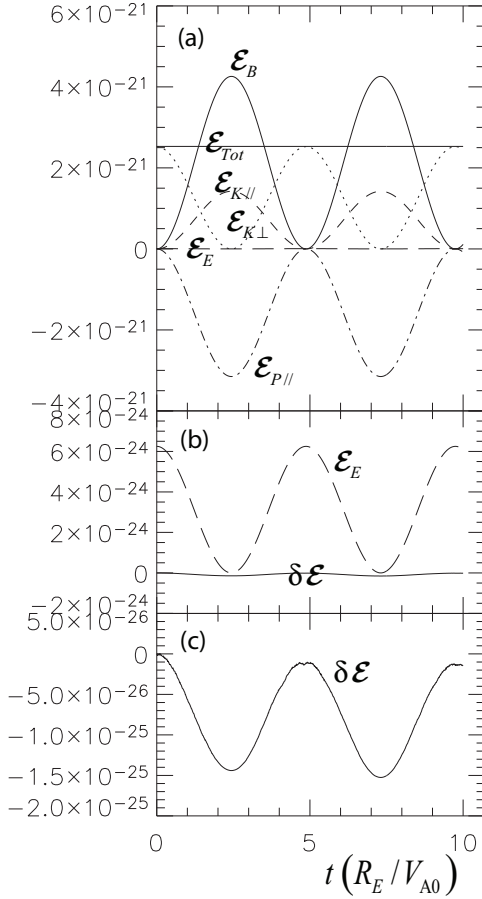 6×10⁻²¹
(a)
ℰ_B
4×10⁻²¹
ℰ_Tot
2×10⁻²¹
ℰ_K//
ℰ_K⊥
0
ℰ_E
−2×10⁻²¹
ℰ_P//
−4×10⁻²¹
8×10⁻²⁴
(b)
6×10⁻²⁴
ℰ_E
4×10⁻²⁴
2×10⁻²⁴
0
δℰ
−2×10⁻²⁴
5.0×10⁻²⁶
(c)
0
δℰ
−5.0×10⁻²⁶
−1.0×10⁻²⁵
−1.5×10⁻²⁵
−2.0×10⁻²⁵
0 5 10
t (R_E / V_A0)